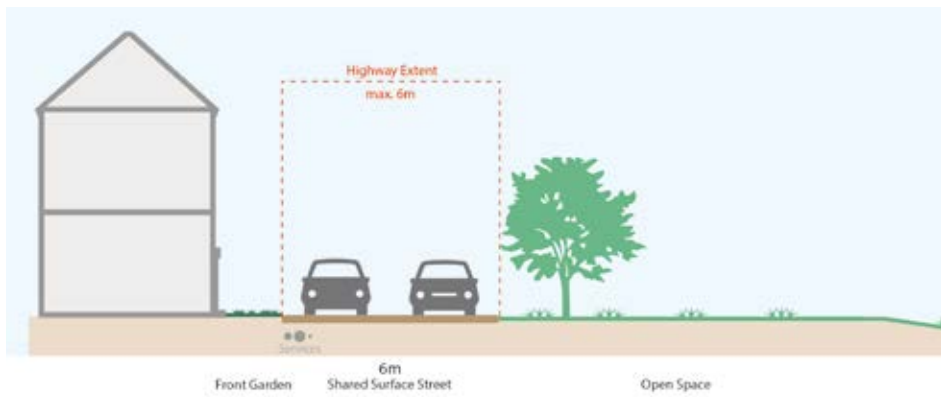 Highway Extent
max. 6m
Services
6m
Front Garden Shared Surface Street Open Space